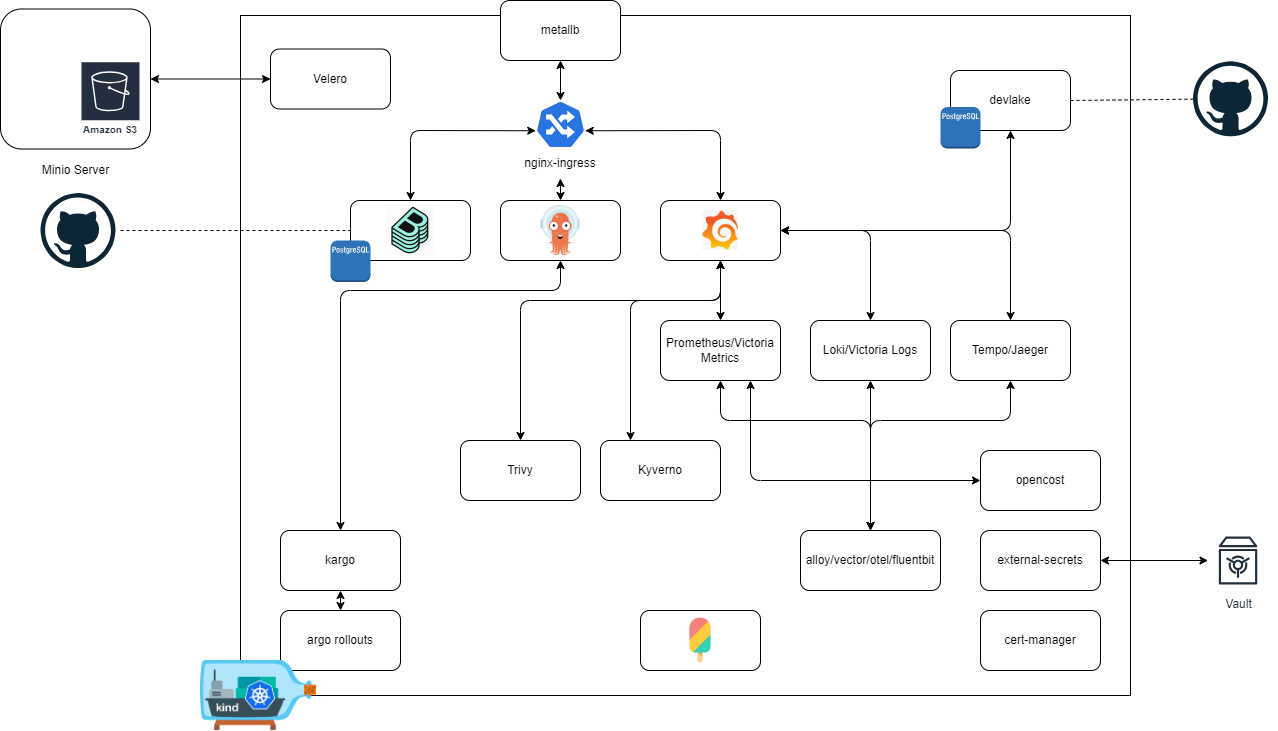 metallb
Velero
Amazon S3
Minio Server
devlake
PostgreSQL
nginx-ingress
PostgreSQL
Prometheus/Victoria
Metrics
Loki/Victoria Logs
Tempo/Jaeger
Trivy
Kyverno
opencost
kargo
alloy/vector/otel/fluentbit
external-secrets
Vault
argo rollouts
cert-manager
kind